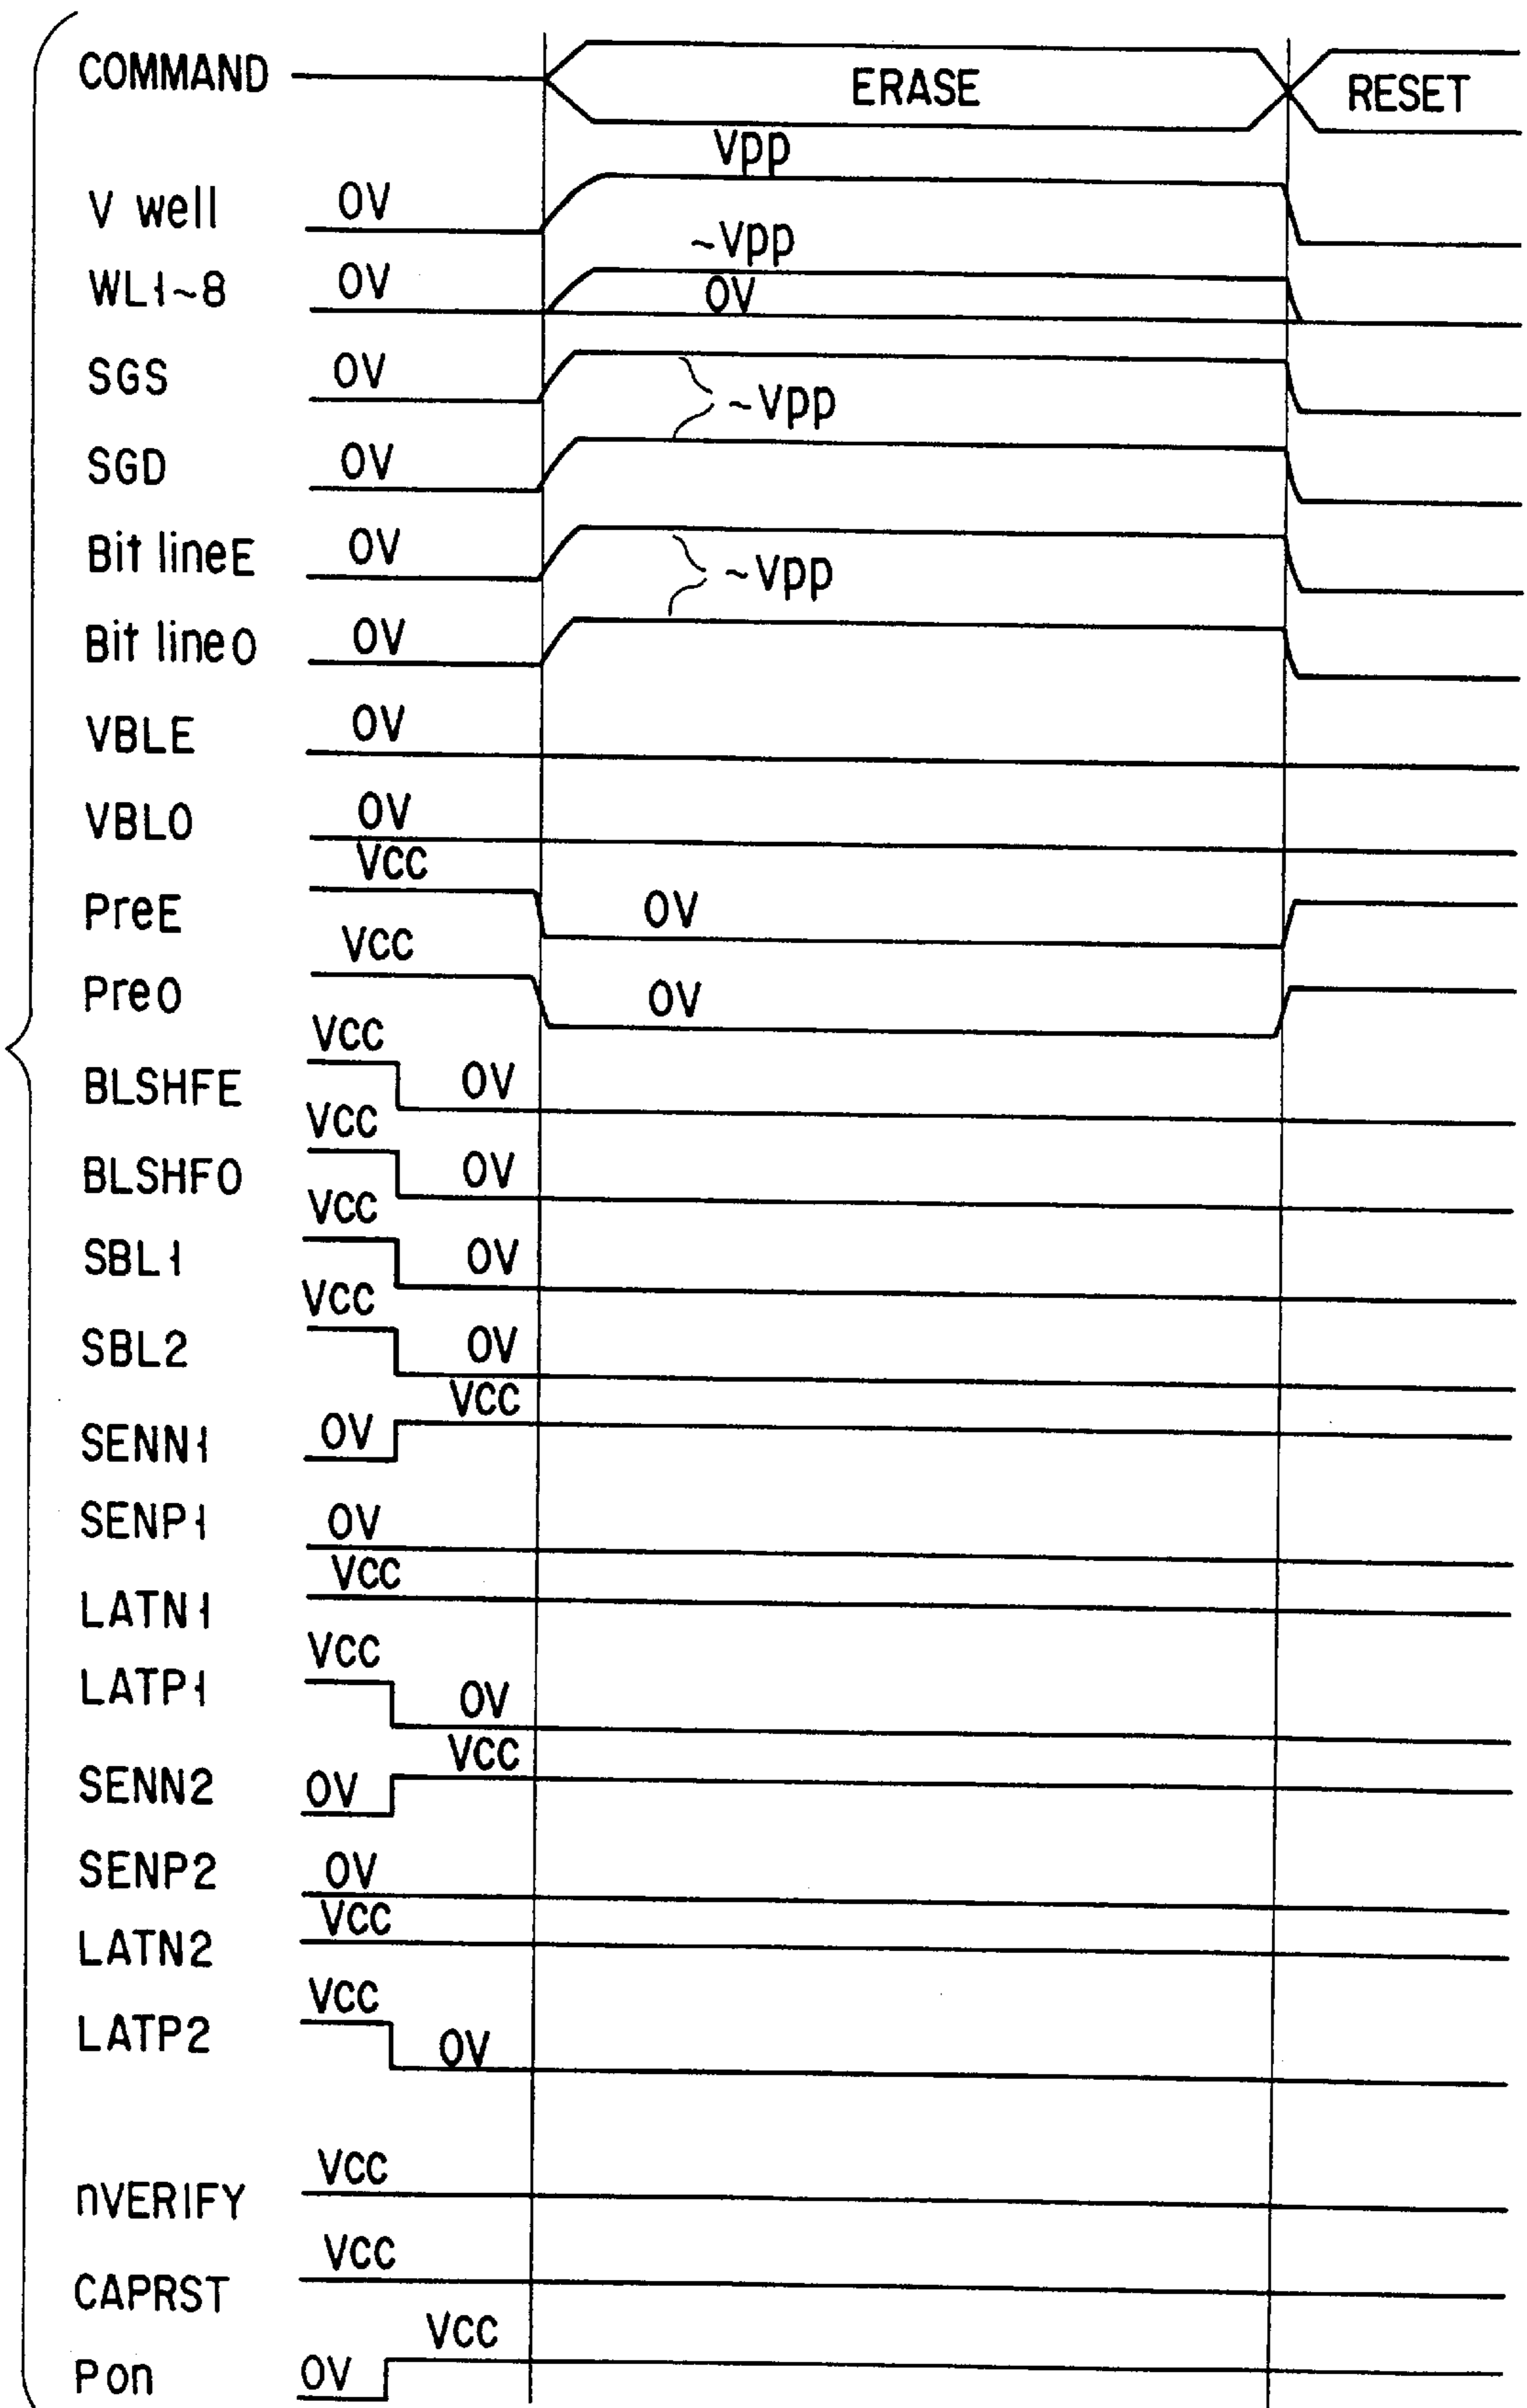 COMMAND ERASE RESET
Vpp
V well 0V
~Vpp
WL1~8 0V 0V
SGS 0V
~Vpp
SGD 0V
Bit lineE 0V
~Vpp
Bit lineO 0V
VBLE 0V
VBLO 0V
VCC
PreE 0V
VCC
PreO 0V
VCC
BLSHFE 0V
VCC
BLSHFO 0V
VCC
SBL1 0V
VCC
SBL2 0V
VCC
SENN1 0V
SENP1 0V
VCC
LATN1
VCC
LATP1 0V
VCC
SENN2 0V
SENP2 0V
VCC
LATN2
VCC
LATP2 0V
VCC
nVERIFY
VCC
CAPRST
VCC
Pon 0V